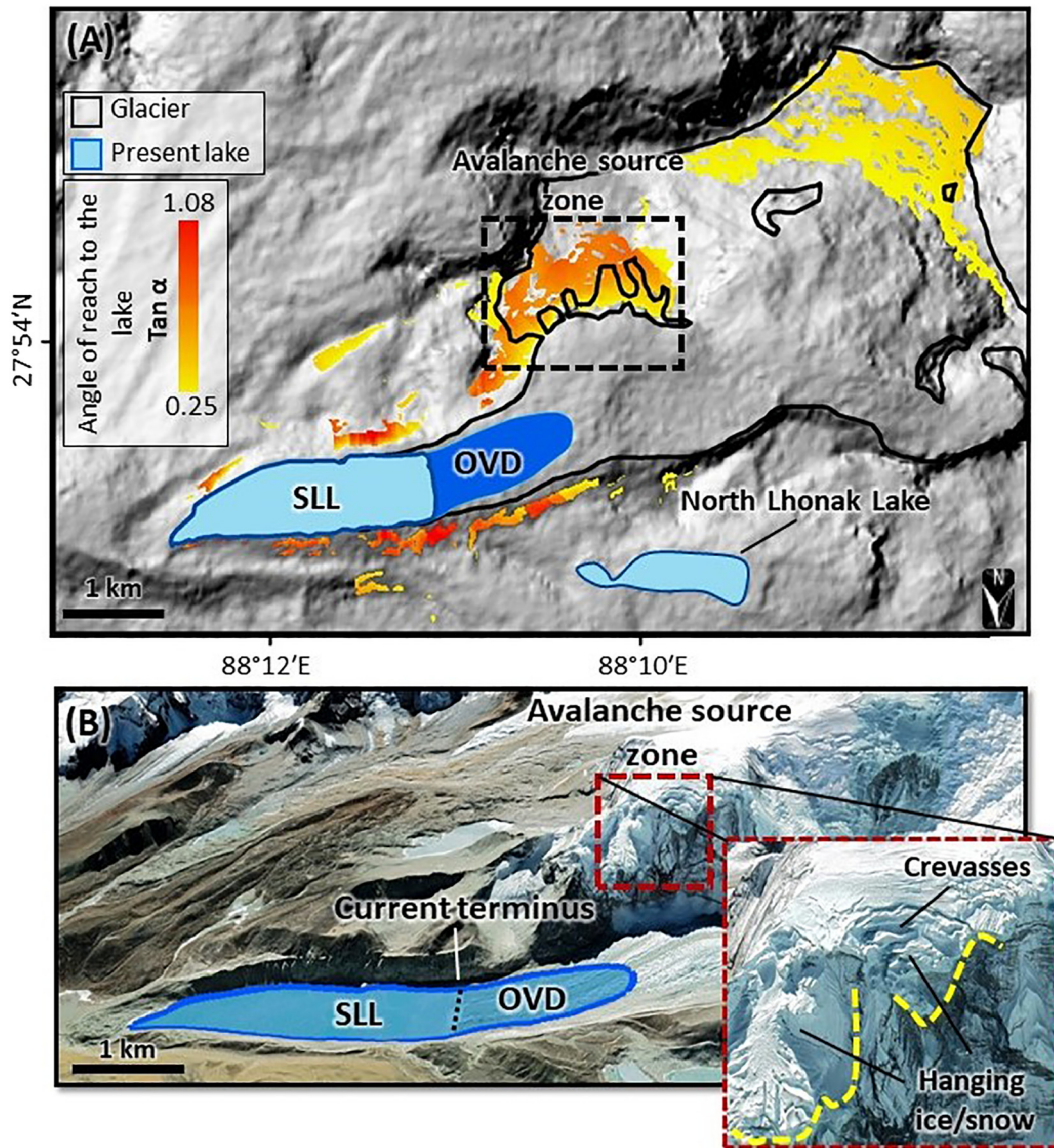 (A)
Glacier
Present lake
Angle of reach to the
lake
Tan α
1.08
0.25
Avalanche source
zone
27°54′N
SLL
OVD
North Lhonak Lake
1 km
N
88°12′E
88°10′E
(B)
Avalanche source
zone
Current terminus
SLL
OVD
1 km
Crevasses
Hanging
ice/snow